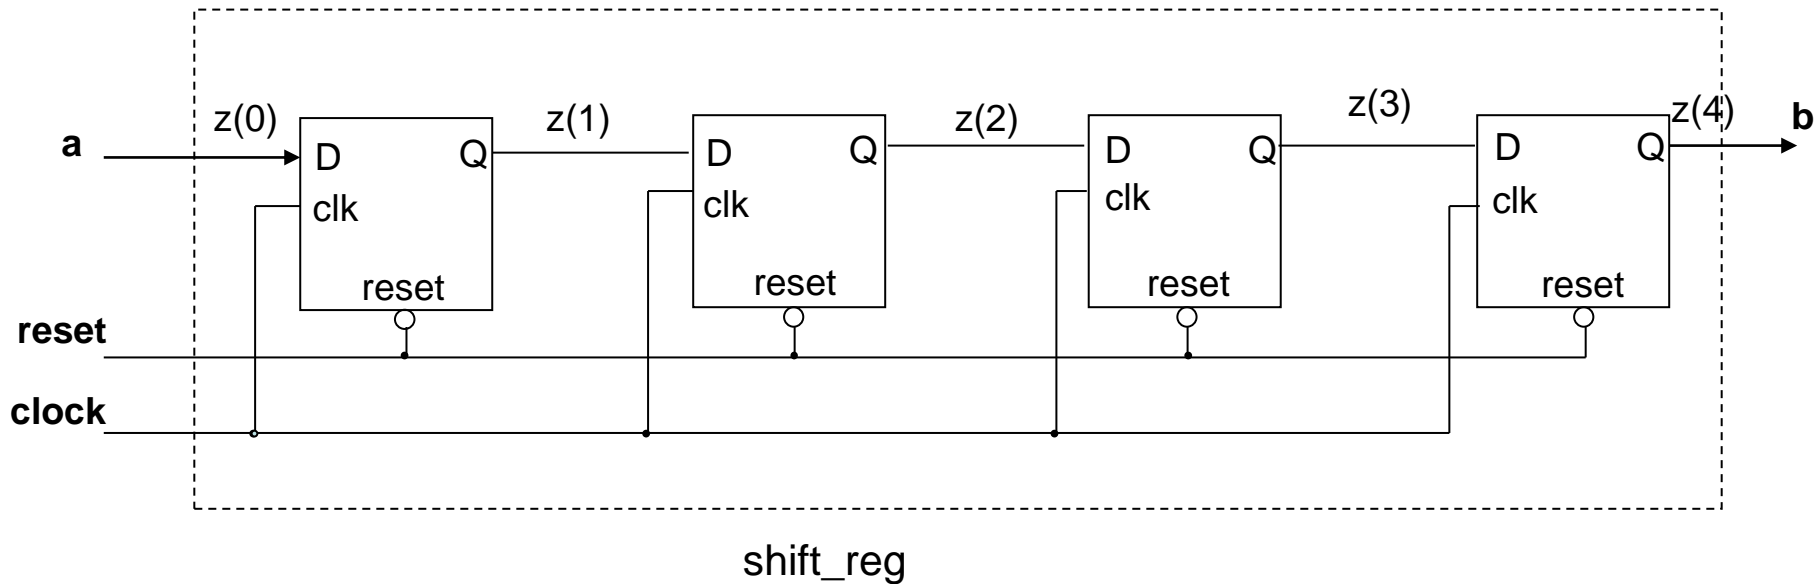 a
z(0)
D
Q
clk
reset
z(1)
D
Q
clk
reset
z(2)
D
Q
clk
reset
z(3)
D
Q
clk
reset
z(4)
b
reset
clock
shift_reg